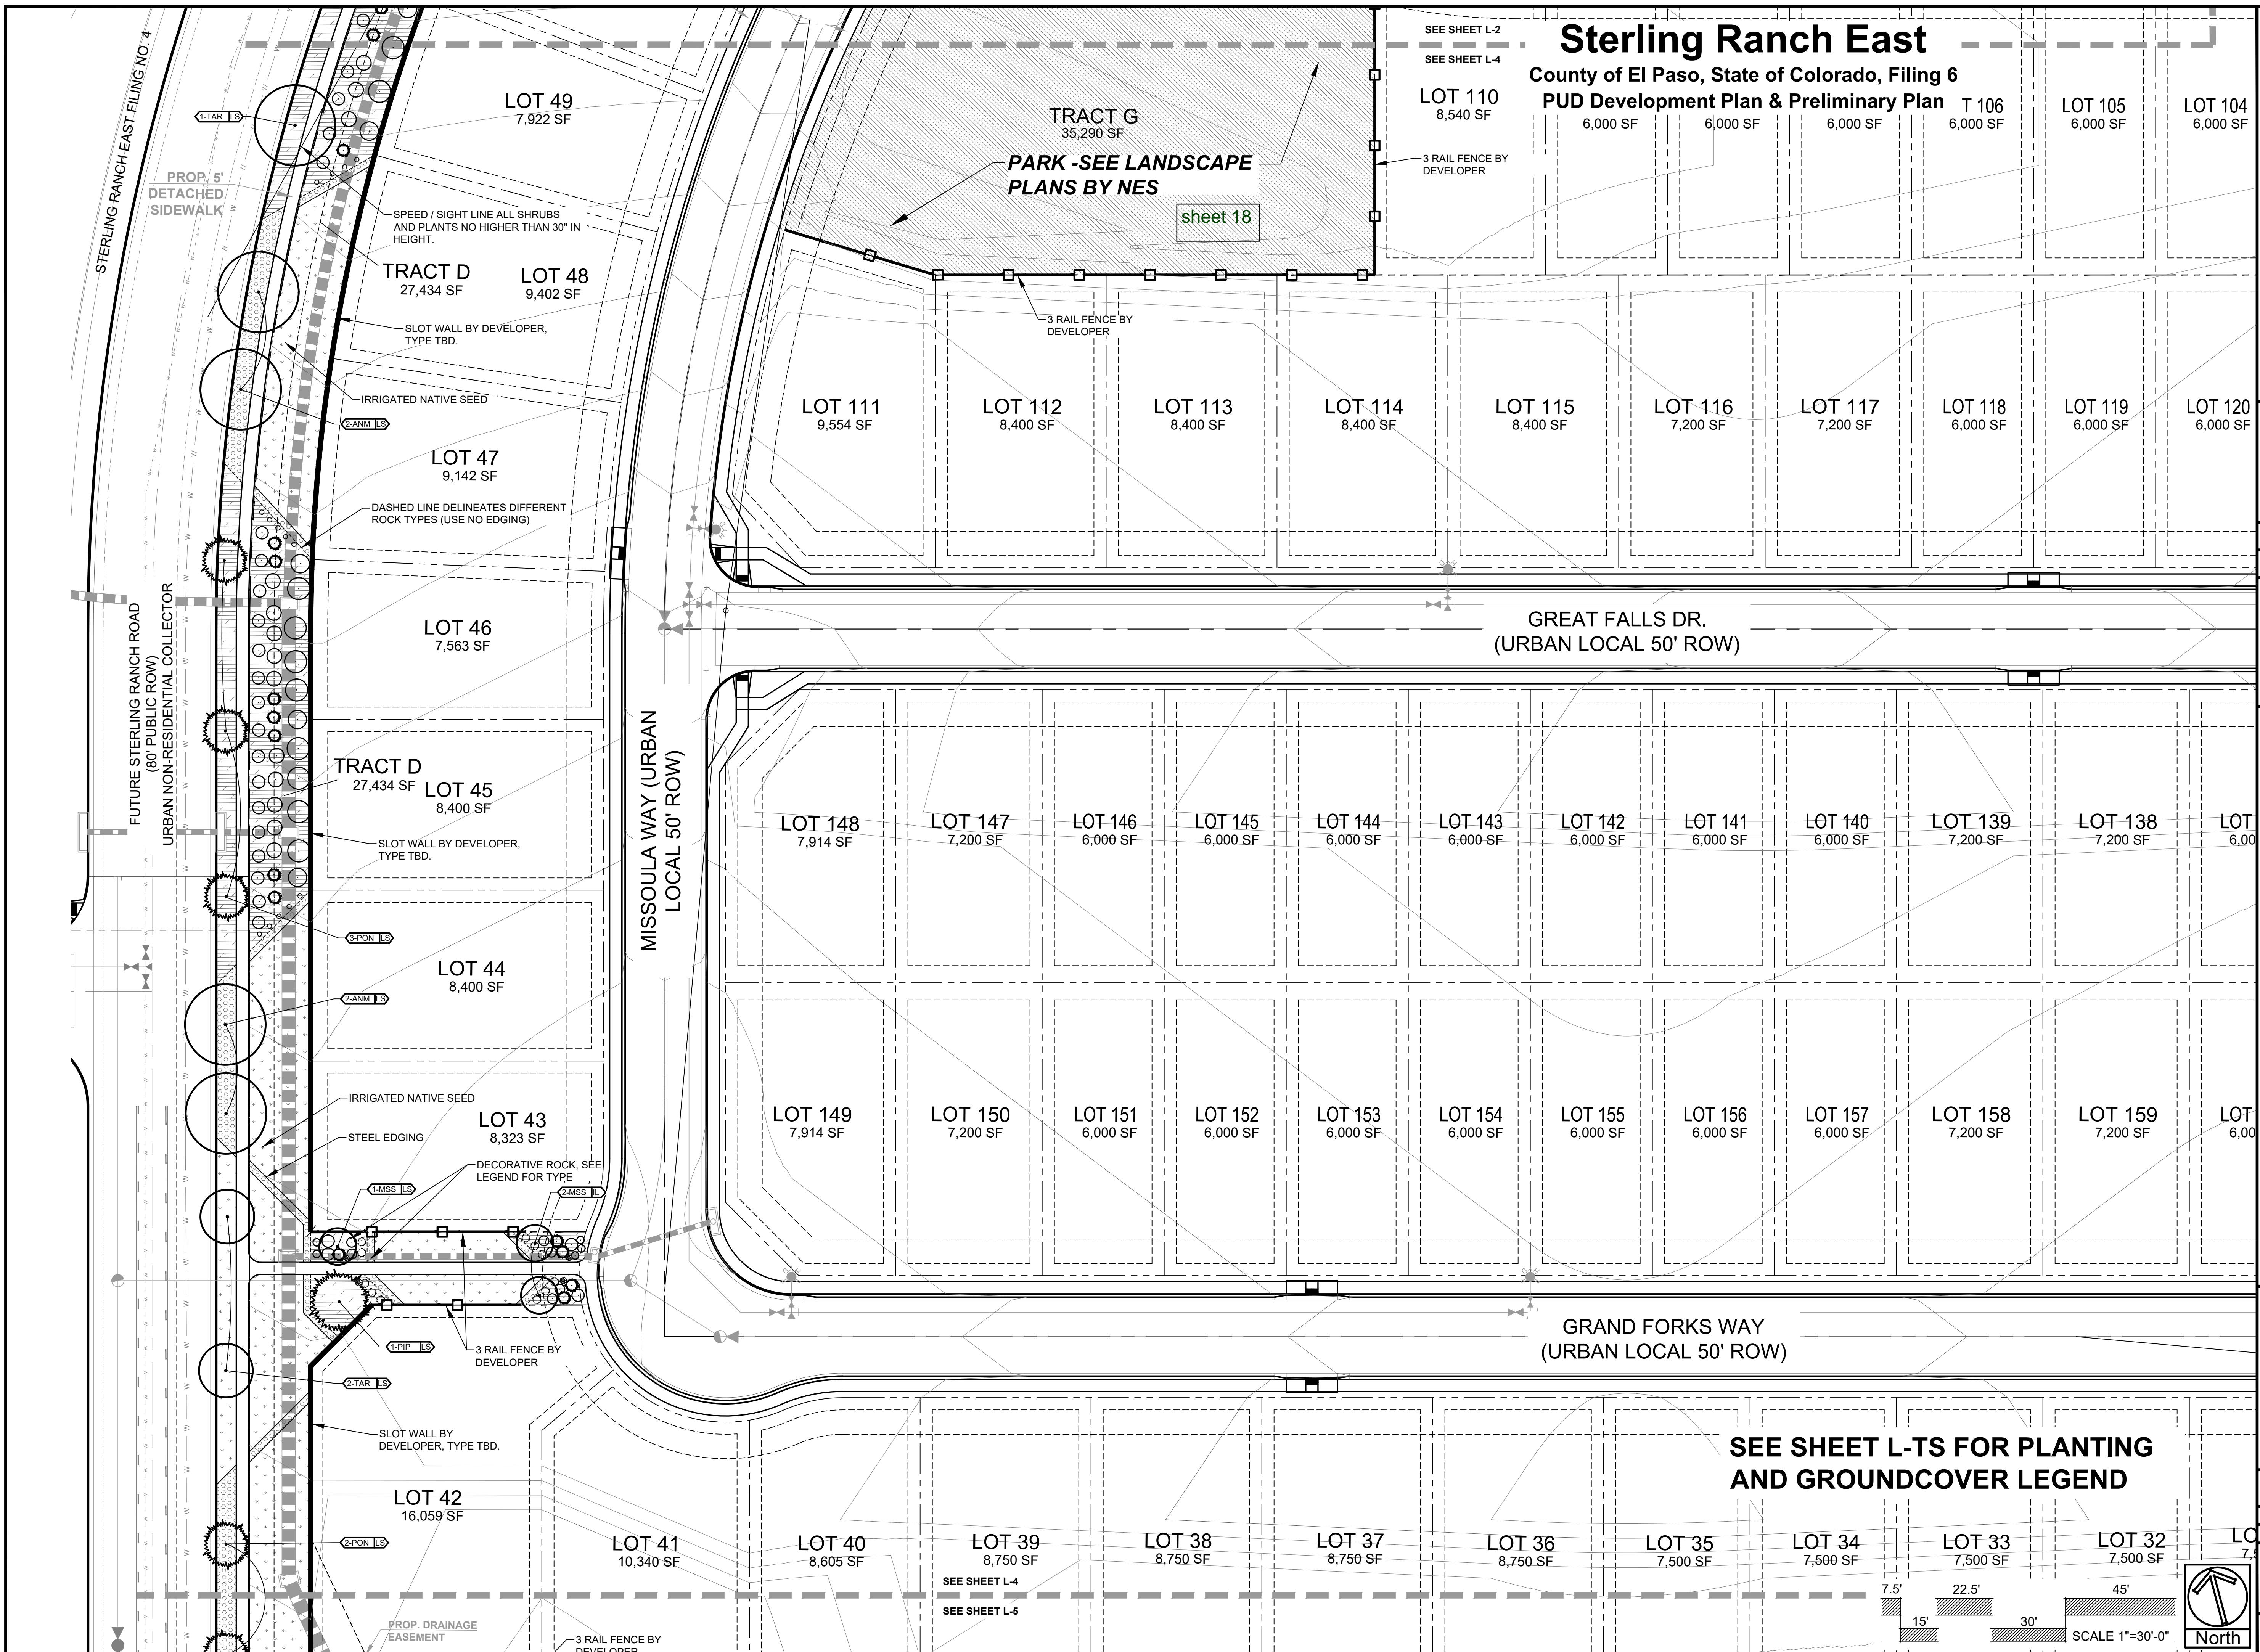 Sterling Ranch East
County of El Paso, State of Colorado, Filing 6
PUD Development Plan & Preliminary Plan
SEE SHEET L-2
SEE SHEET L-4
STERLING RANCH EAST FILING NO. 4
1-TAR LS
PROP. 5'
DETACHED
SIDEWALK
SPEED / SIGHT LINE ALL SHRUBS
AND PLANTS NO HIGHER THAN 30" IN
HEIGHT.
TRACT D
27,434 SF
LOT 49
7,922 SF
LOT 48
9,402 SF
SLOT WALL BY DEVELOPER,
TYPE TBD.
IRRIGATED NATIVE SEED
2-ANM LS
LOT 47
9,142 SF
DASHED LINE DELINEATES DIFFERENT
ROCK TYPES (USE NO EDGING)
TRACT G
35,290 SF
PARK -SEE LANDSCAPE
PLANS BY NES
sheet 18
3 RAIL FENCE BY
DEVELOPER
LOT 110
8,540 SF
3 RAIL FENCE BY
DEVELOPER
6,000 SF
6,000 SF
6,000 SF
T 106
6,000 SF
LOT 105
6,000 SF
LOT 104
6,000 SF
LOT 111
9,554 SF
LOT 112
8,400 SF
LOT 113
8,400 SF
LOT 114
8,400 SF
LOT 115
8,400 SF
LOT 116
7,200 SF
LOT 117
7,200 SF
LOT 118
6,000 SF
LOT 119
6,000 SF
LOT 120
6,000 SF
FUTURE STERLING RANCH ROAD
(80' PUBLIC ROW)
URBAN NON-RESIDENTIAL COLLECTOR
LOT 46
7,563 SF
GREAT FALLS DR.
(URBAN LOCAL 50' ROW)
MISSOULA WAY (URBAN
LOCAL 50' ROW)
TRACT D
27,434 SF
LOT 45
8,400 SF
SLOT WALL BY DEVELOPER,
TYPE TBD.
3-PON LS
LOT 44
8,400 SF
2-ANM LS
LOT 148
7,914 SF
LOT 147
7,200 SF
LOT 146
6,000 SF
LOT 145
6,000 SF
LOT 144
6,000 SF
LOT 143
6,000 SF
LOT 142
6,000 SF
LOT 141
6,000 SF
LOT 140
6,000 SF
LOT 139
7,200 SF
LOT 138
7,200 SF
LOT
6,00
IRRIGATED NATIVE SEED
STEEL EDGING
LOT 43
8,323 SF
DECORATIVE ROCK, SEE
LEGEND FOR TYPE
1-MSS LS
2-MSS IL
LOT 149
7,914 SF
LOT 150
7,200 SF
LOT 151
6,000 SF
LOT 152
6,000 SF
LOT 153
6,000 SF
LOT 154
6,000 SF
LOT 155
6,000 SF
LOT 156
6,000 SF
LOT 157
6,000 SF
LOT 158
7,200 SF
LOT 159
7,200 SF
LOT
6,00
1-PIP LS
3 RAIL FENCE BY
DEVELOPER
2-TAR LS
GRAND FORKS WAY
(URBAN LOCAL 50' ROW)
SLOT WALL BY
DEVELOPER, TYPE TBD.
SEE SHEET L-TS FOR PLANTING
AND GROUNDCOVER LEGEND
LOT 42
16,059 SF
2-PON LS
LOT 41
10,340 SF
LOT 40
8,605 SF
LOT 39
8,750 SF
LOT 38
8,750 SF
LOT 37
8,750 SF
LOT 36
8,750 SF
LOT 35
7,500 SF
LOT 34
7,500 SF
LOT 33
7,500 SF
LOT 32
7,500 SF
LO
7,5
SEE SHEET L-4
SEE SHEET L-5
PROP. DRAINAGE
EASEMENT
3 RAIL FENCE BY
DEVELOPER
7.5' 22.5' 45'
15' 30'
SCALE 1"=30'-0"
North